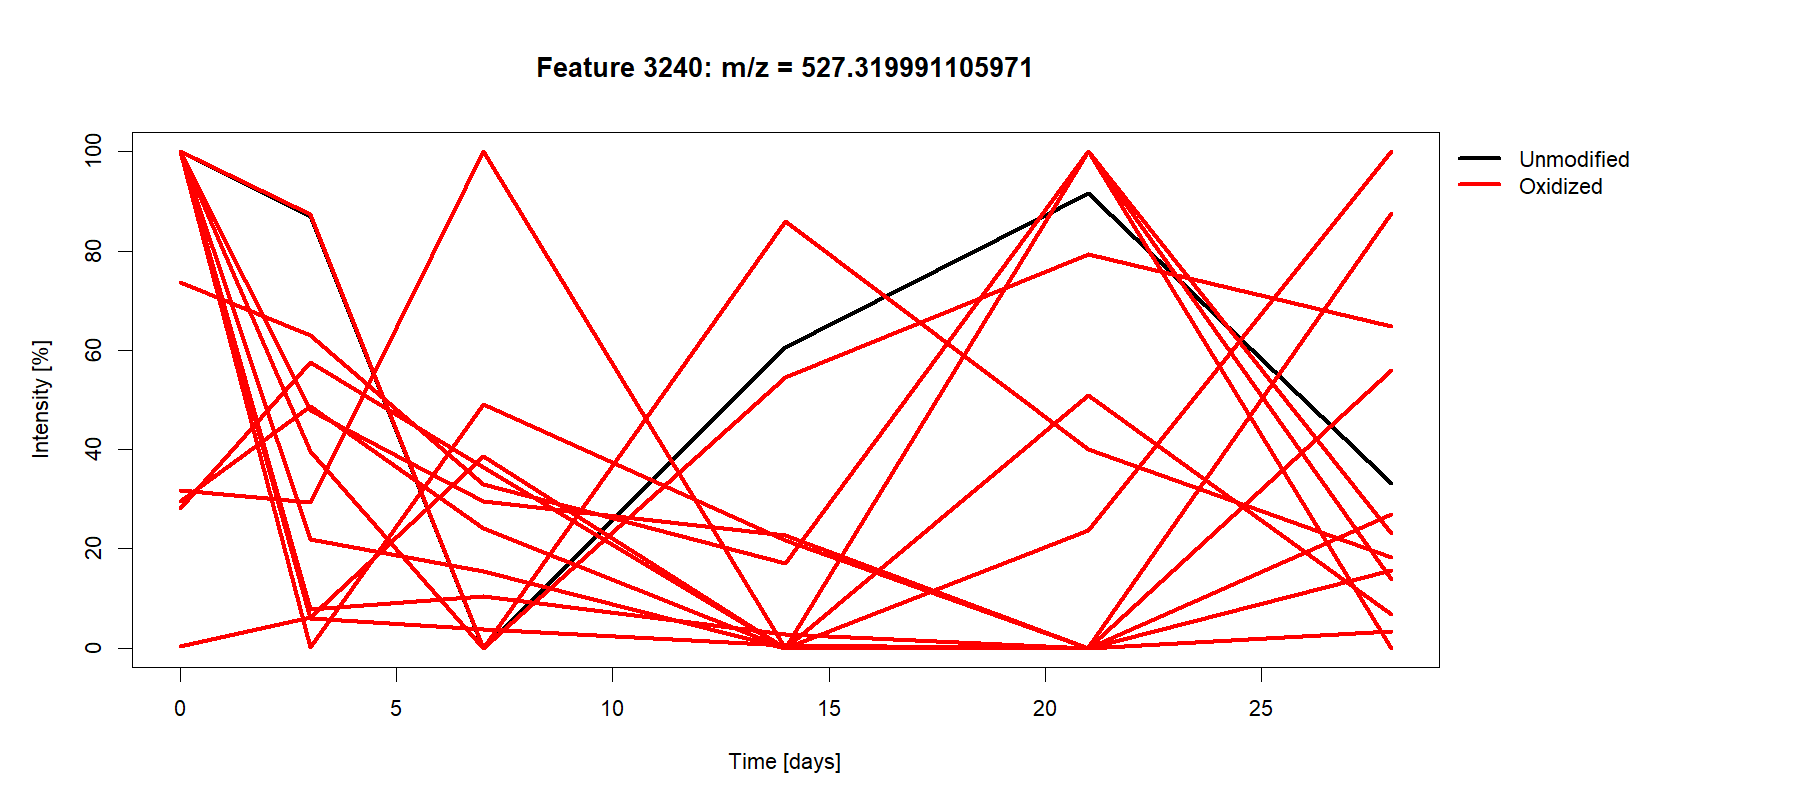 Feature 3240: m/z = 527.319991105971
Unmodified
Oxidized
Intensity [%]
100
80
60
40
20
0
0 5 10 15 20 25
Time [days]